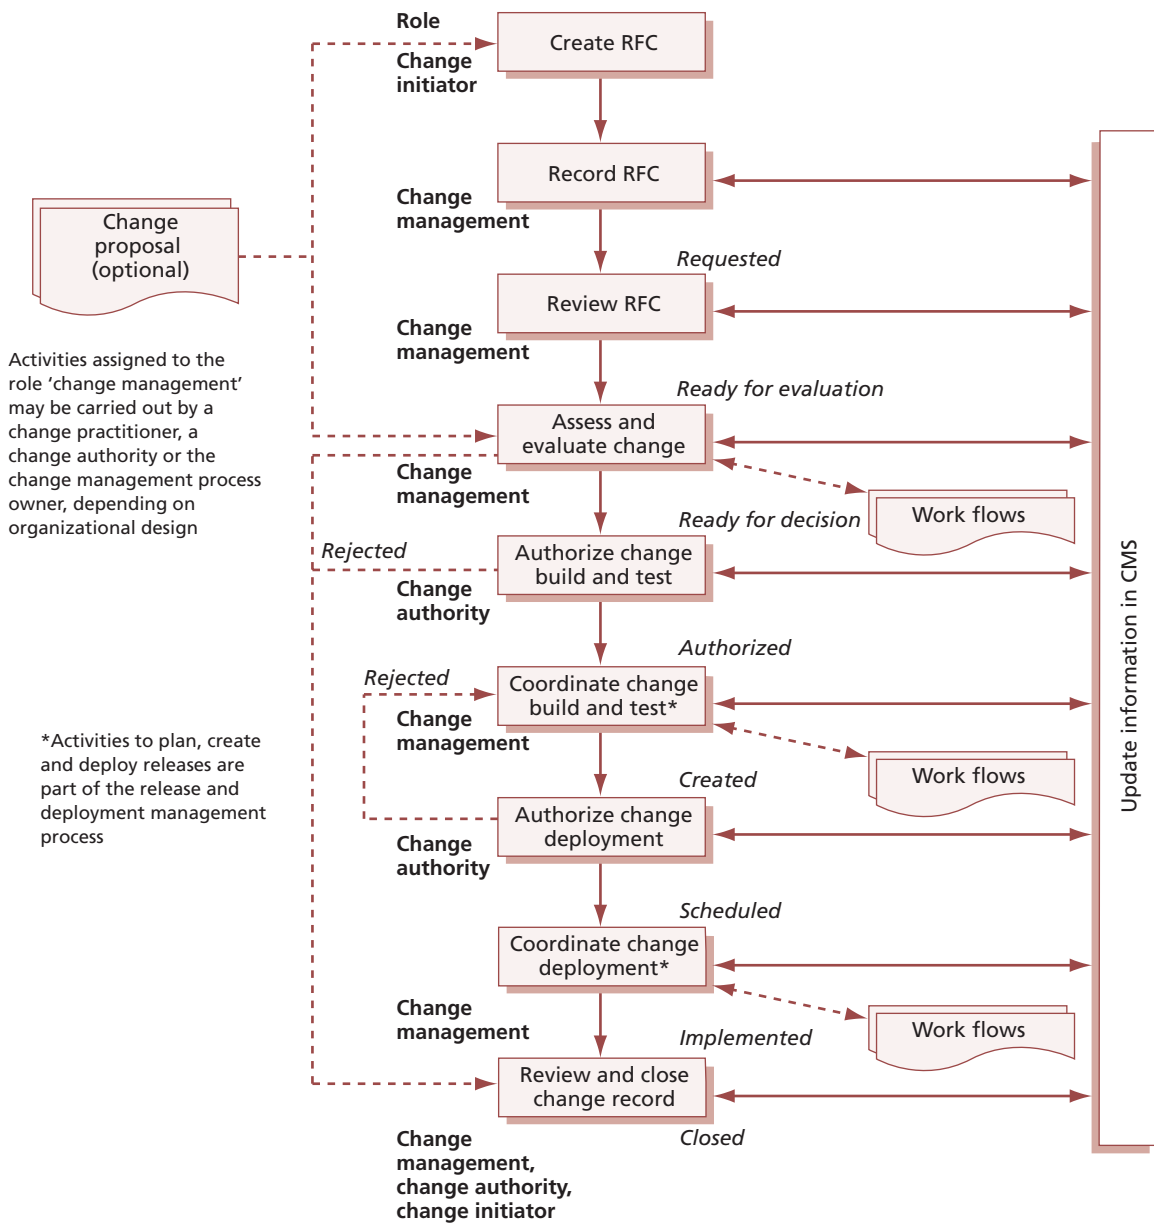 Role
Create RFC
Change
initiator
Record RFC
Change
management
Change
proposal
(optional)
Requested
Review RFC
Change
management
Activities assigned to the
role ‘change management’
may be carried out by a
change practitioner, a
change authority or the
change management process
owner, depending on
organizational design
Ready for evaluation
Assess and
evaluate change
Change
management
Work flows
Ready for decision
Rejected
Authorize change
build and test
Change
authority
Authorized
Rejected
Coordinate change
build and test*
Change
management
*Activities to plan, create
and deploy releases are
part of the release and
deployment management
process
Work flows
Created
Authorize change
deployment
Change
authority
Scheduled
Coordinate change
deployment*
Change
management
Work flows
Implemented
Review and close
change record
Closed
Change
management,
change authority,
change initiator
Update information in CMS